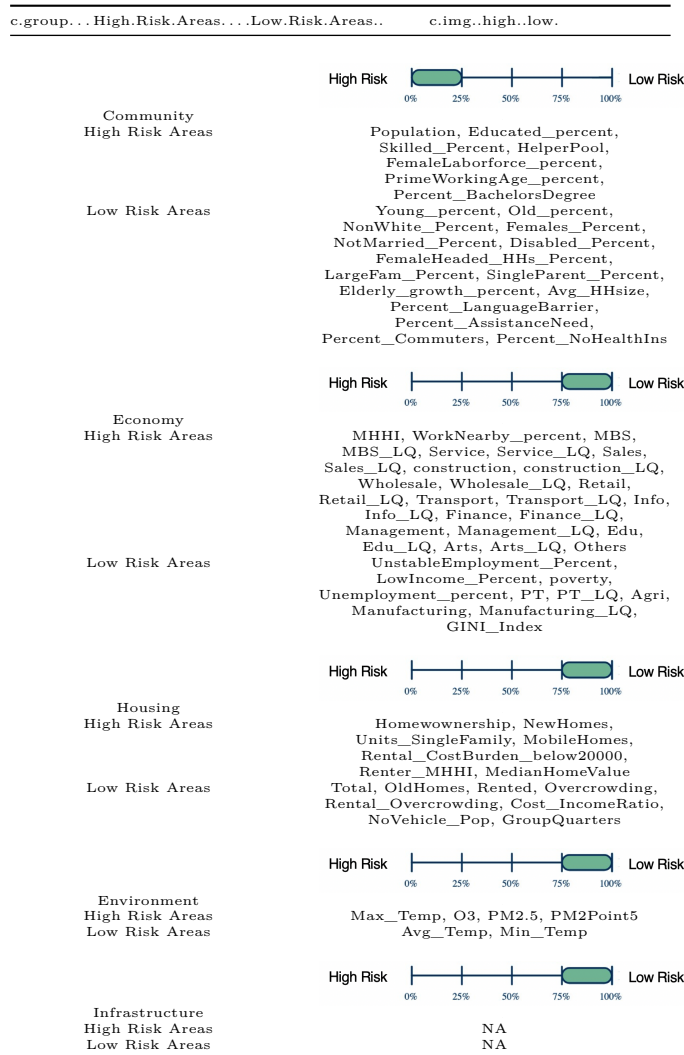 c.group...High.Risk.Areas....Low.Risk.Areas.. c.img..high..low.
High Risk Low Risk
0% 25% 50% 75% 100%
Community
High Risk Areas Population, Educated_percent,
Skilled_Percent, HelperPool,
FemaleLaborforce_percent,
PrimeWorkingAge_percent,
Percent_BachelorsDegree
Low Risk Areas Young_percent, Old_percent,
NonWhite_Percent, Females_Percent,
NotMarried_Percent, Disabled_Percent,
FemaleHeaded_HHs_Percent,
LargeFam_Percent, SingleParent_Percent,
Elderly_growth_percent, Avg_HHsize,
Percent_LanguageBarrier,
Percent_AssistanceNeed,
Percent_Commuters, Percent_NoHealthIns
High Risk Low Risk
0% 25% 50% 75% 100%
Economy
High Risk Areas MHHI, WorkNearby_percent, MBS,
MBS_LQ, Service, Service_LQ, Sales,
Sales_LQ, construction, construction_LQ,
Wholesale, Wholesale_LQ, Retail,
Retail_LQ, Transport, Transport_LQ, Info,
Info_LQ, Finance, Finance_LQ,
Management, Management_LQ, Edu,
Edu_LQ, Arts, Arts_LQ, Others
Low Risk Areas UnstableEmployment_Percent,
LowIncome_Percent, poverty,
Unemployment_percent, PT, PT_LQ, Agri,
Manufacturing, Manufacturing_LQ,
GINI_Index
High Risk Low Risk
0% 25% 50% 75% 100%
Housing
High Risk Areas Homewownership, NewHomes,
Units_SingleFamily, MobileHomes,
Rental_CostBurden_below20000,
Renter_MHHI, MedianHomeValue
Low Risk Areas Total, OldHomes, Rented, Overcrowding,
Rental_Overcrowding, Cost_IncomeRatio,
NoVehicle_Pop, GroupQuarters
High Risk Low Risk
0% 25% 50% 75% 100%
Environment
High Risk Areas Max_Temp, O3, PM2.5, PM2Point5
Low Risk Areas Avg_Temp, Min_Temp
High Risk Low Risk
0% 25% 50% 75% 100%
Infrastructure
High Risk Areas NA
Low Risk Areas NA